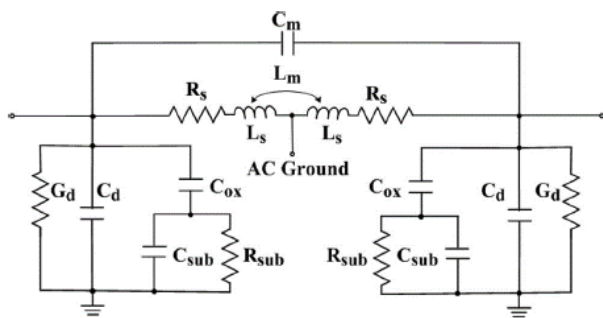 Cm
Lm
Rs Rs
Ls Ls
AC Ground
Gd Cd Cox Cox Cd Gd
Csub Rsub Rsub Csub